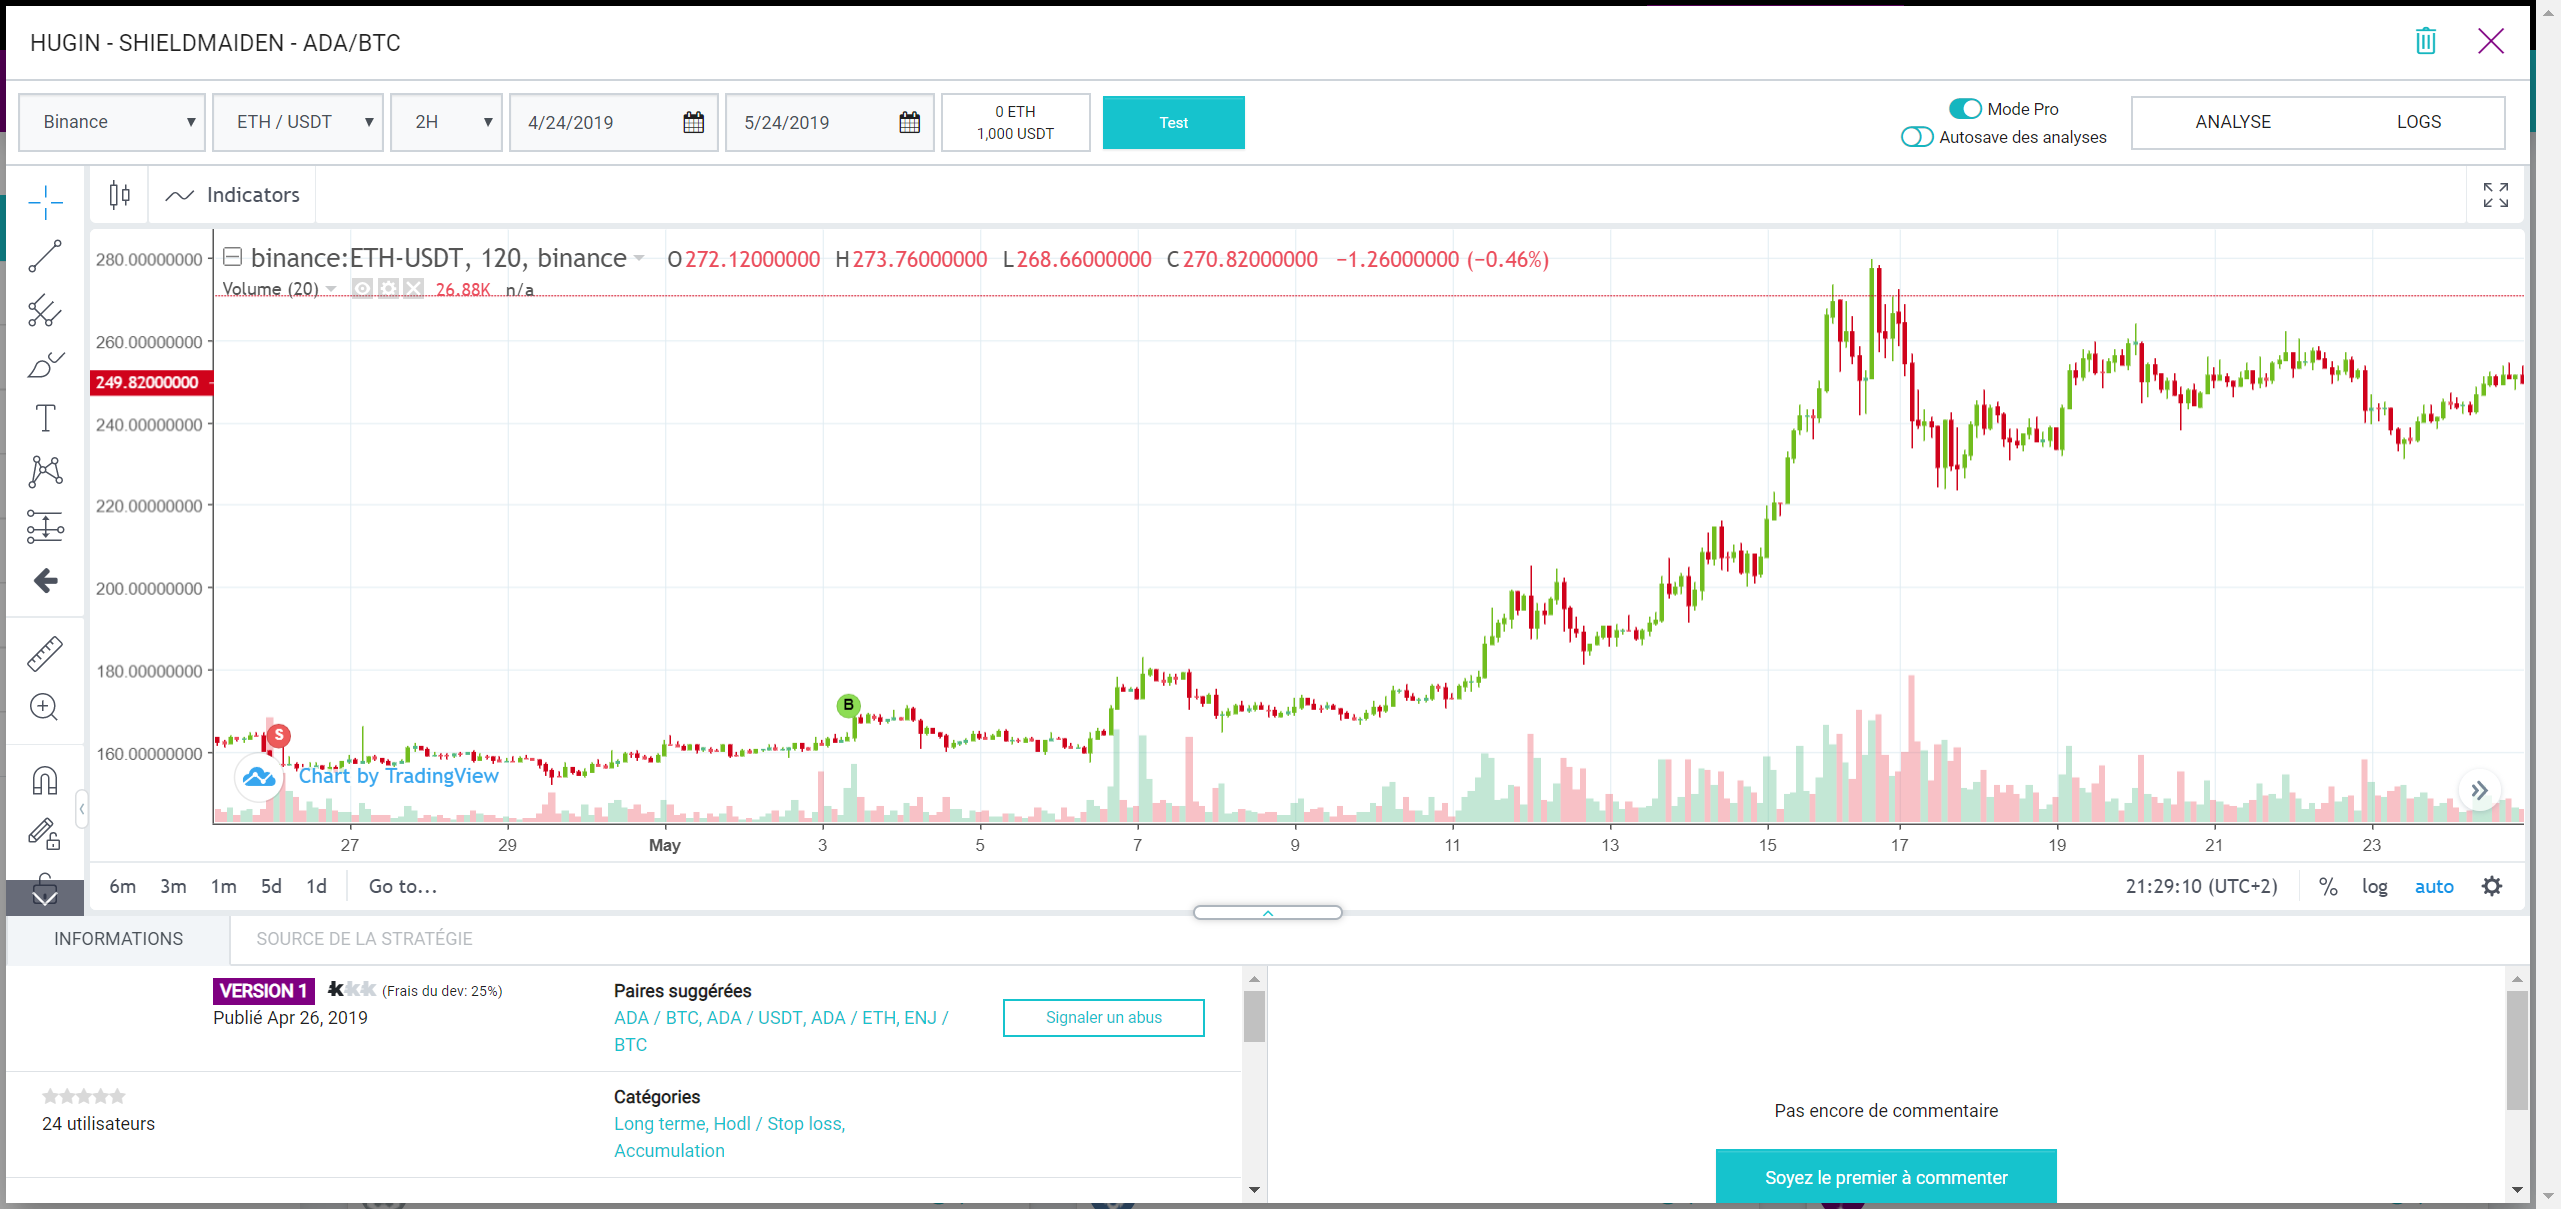 HUGIN - SHIELDMAIDEN - ADA/BTC
Binance
ETH / USDT
2H
4/24/2019
5/24/2019
0 ETH
1,000 USDT
Test
Mode Pro
Autosave des analyses
ANALYSE
LOGS
Indicators
binance:ETH-USDT, 120, binance
O272.12000000 H273.76000000 L268.66000000 C270.82000000 −1.26000000 (−0.46%)
Volume (20)
26.88K n/a
280.00000000
260.00000000
249.82000000
240.00000000
220.00000000
200.00000000
180.00000000
160.00000000
S
B
Chart by TradingView
27 29 May 3 5 7 9 11 13 15 17 19 21 23
6m 3m 1m 5d 1d Go to...
21:29:10 (UTC+2) % log auto
INFORMATIONS
SOURCE DE LA STRATÉGIE
VERSION 1
(Frais du dev: 25%)
Publié Apr 26, 2019
Paires suggérées
ADA / BTC, ADA / USDT, ADA / ETH, ENJ /
BTC
Signaler un abus
24 utilisateurs
Catégories
Long terme, Hodl / Stop loss,
Accumulation
Pas encore de commentaire
Soyez le premier à commenter